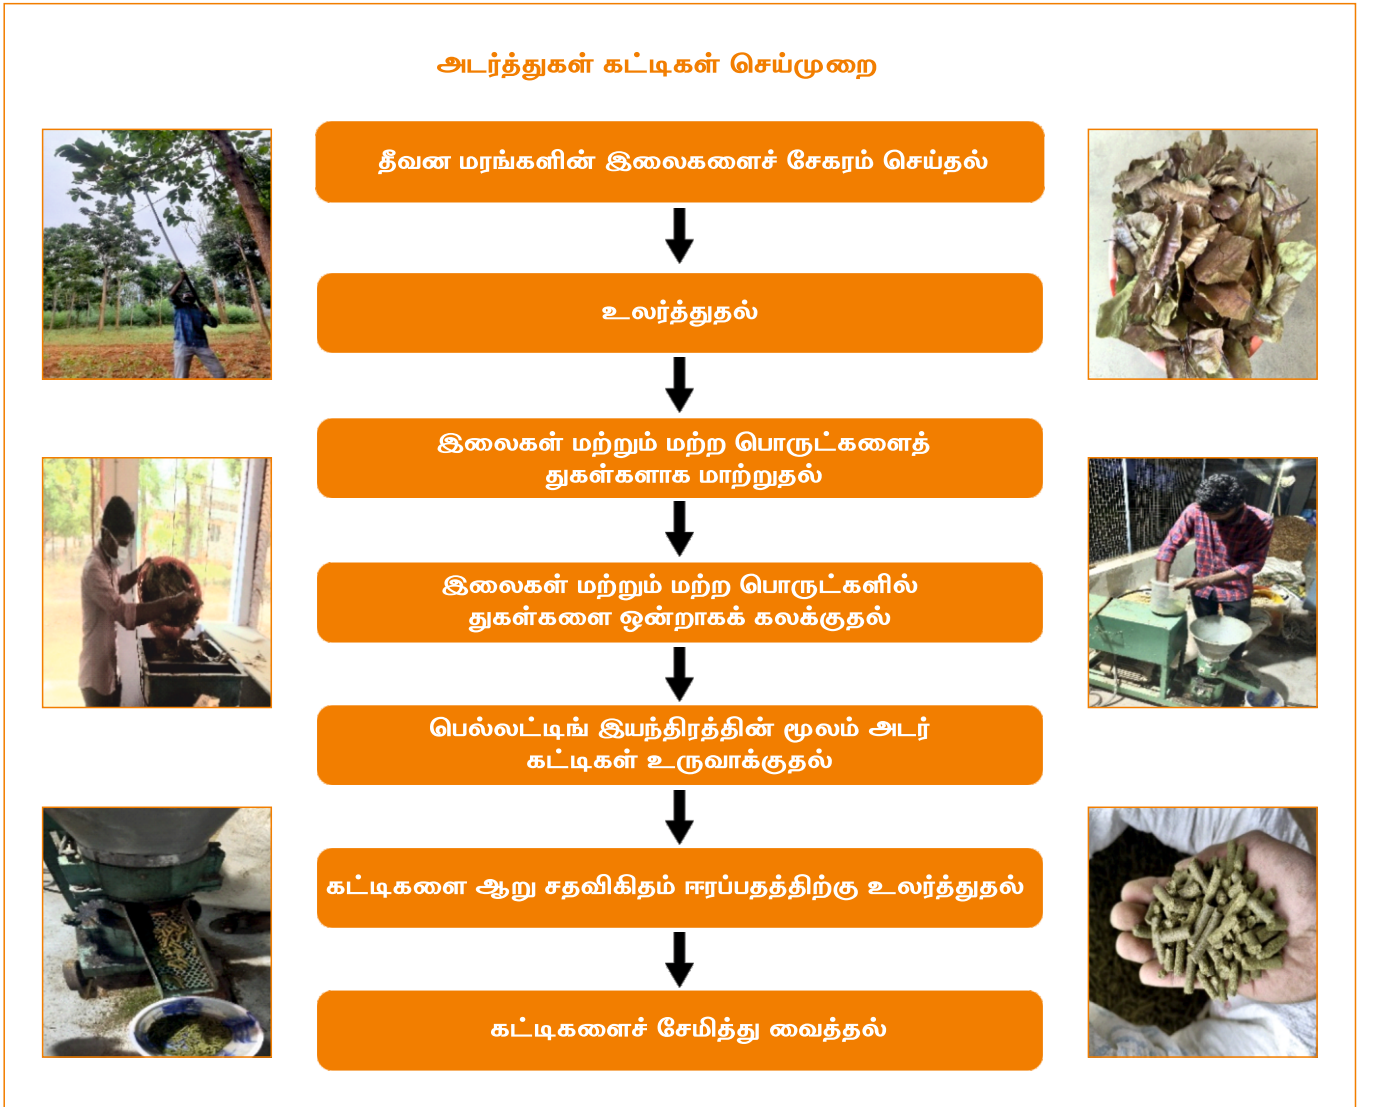 அடர்த்துகள் கட்டிகள் செய்முறை
தீவன மரங்களின் இலைகளைச் சேகரம் செய்தல்
உலர்த்துதல்
இலைகள் மற்றும் மற்ற பொருட்களைத்
துகள்களாக மாற்றுதல்
இலைகள் மற்றும் மற்ற பொருட்களில்
துகள்களை ஒன்றாகக் கலக்குதல்
பெல்லட்டிங் இயந்திரத்தின் மூலம் அடர்
கட்டிகள் உருவாக்குதல்
கட்டிகளை ஆறு சதவிகிதம் ஈரப்பதத்திற்கு உலர்த்துதல்
கட்டிகளைச் சேமித்து வைத்தல்